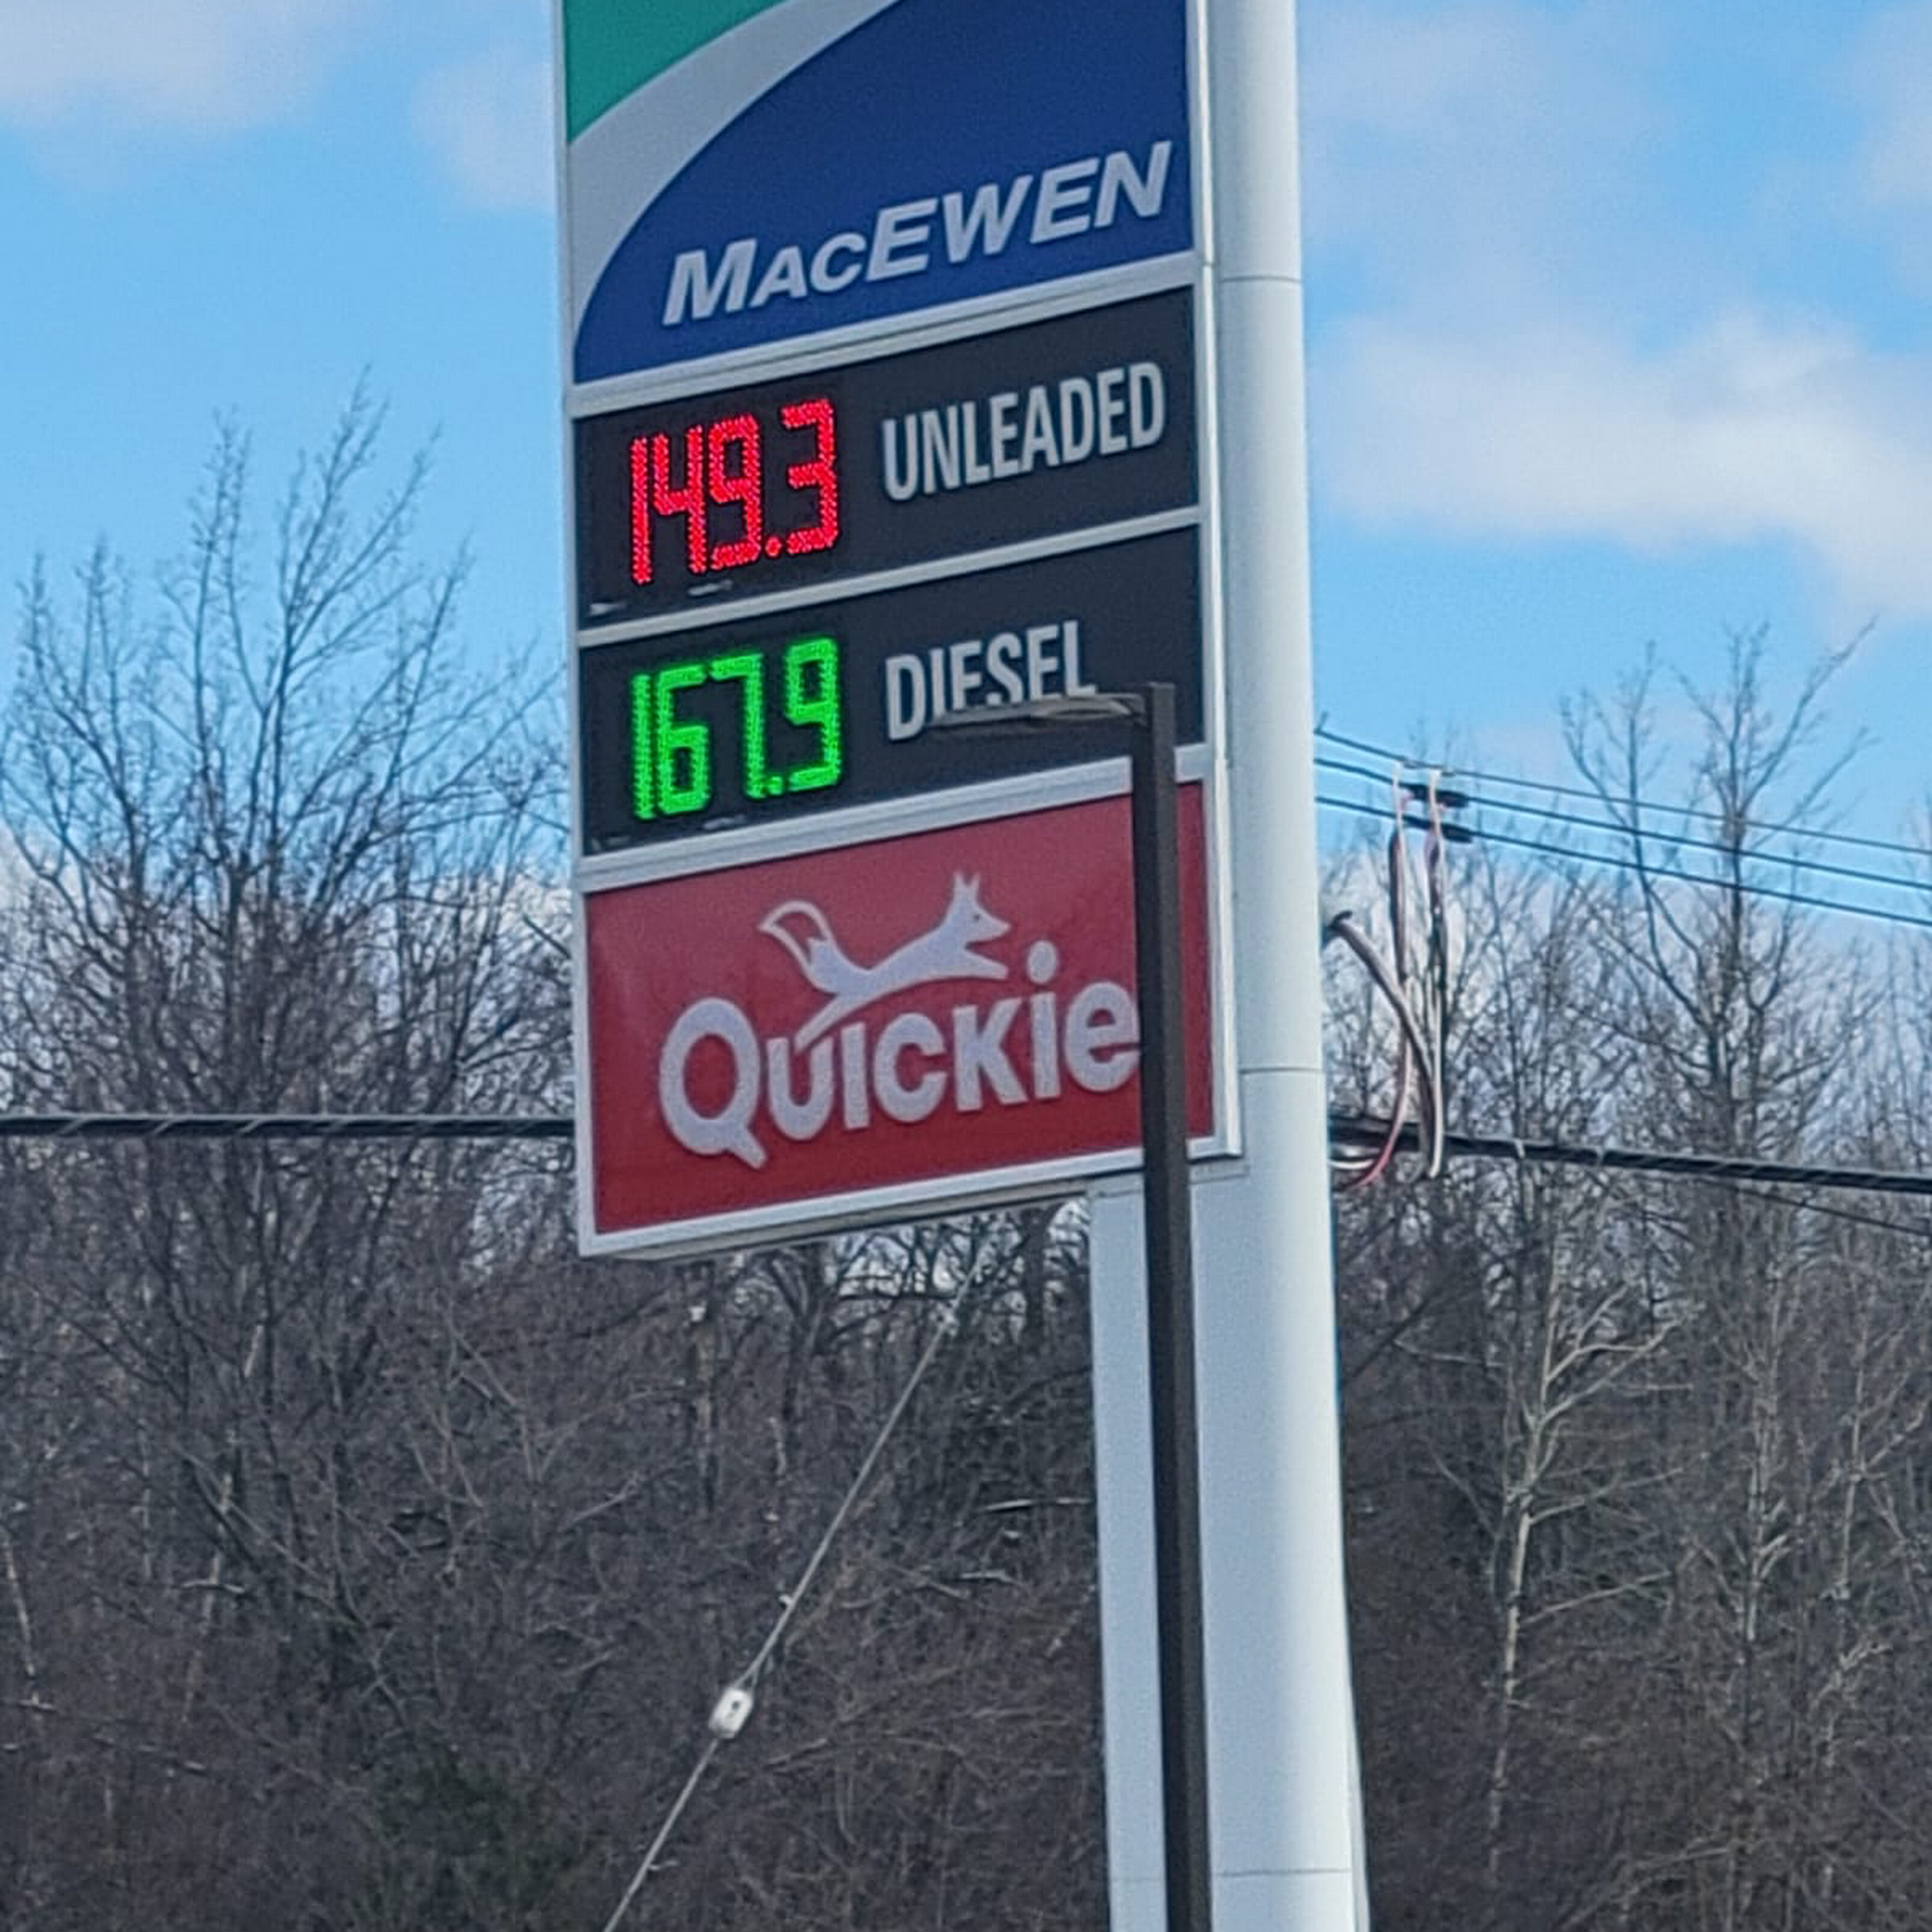 MACEWEN
149.3 UNLEADED
167.9 DIESEL
QUICKie